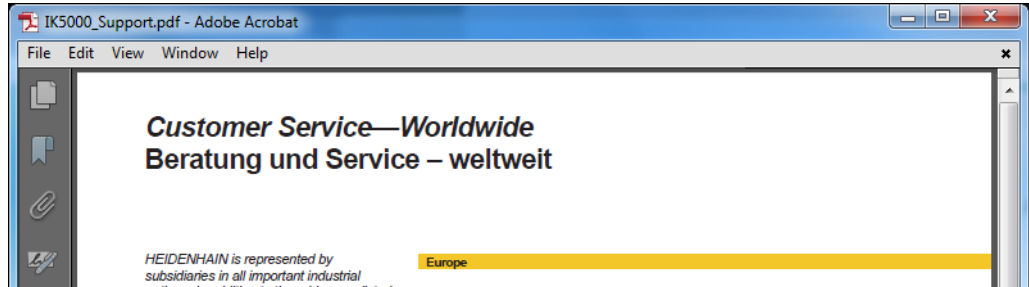 IK5000_Support.pdf - Adobe Acrobat
File Edit View Window Help
Customer Service—Worldwide
Beratung und Service – weltweit
HEIDENHAIN is represented by
subsidiaries in all important industrial
Europe